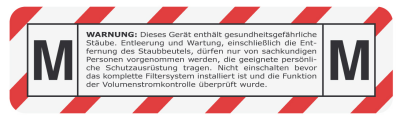 M
WARNUNG: Dieses Gerät enthält gesundheitsgefährliche
Stäube. Entleerung und Wartung, einschließlich die Ent-
fernung des Staubbeutels, dürfen nur von sachkundigen
Personen vorgenommen werden, die geeignete persönli-
che Schutzausrüstung tragen. Nicht einschalten bevor
das komplette Filtersystem installiert ist und die Funktion
der Volumenstromkontrolle überprüft wurde.
M